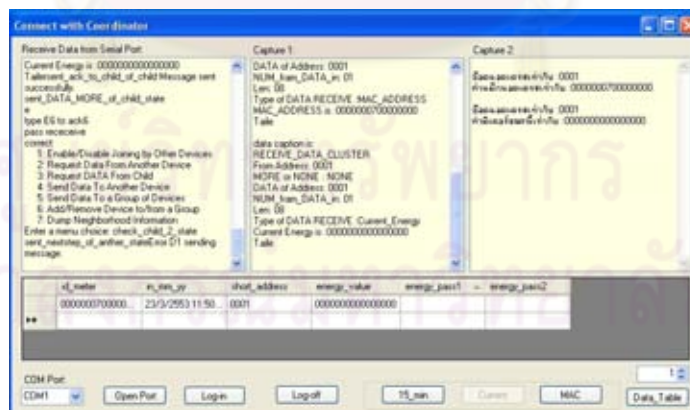 Connect with Coordinator
Receive Data from Serial Port
Current Energy is :0000000000000000
Tailersent_ack_to_child_of_child Message sent
successfully.
sent_DATA_MORE_of_child_state
e
type E6 to ack6
pass receceive
correct
1: Enable/Disable Joining by Other Devices
2: Request Data From Another Device
3: Request DATA From Child
4: Send Data To Another Device
5: Send Data To a Group of Devices
6: Add/Remove Device to/from a Group
7: Dump Neighborhood Information
Enter a menu choice: check_child_2_state
sent_nextstep_of_anther_stateError D1 sending
message.
Capture 1
DATA of Address: 0001
NUM_fram_DATA_in: 01
Len: 08
Type of DATA RECEIVE :MAC_ADDRESS
MAC_ADDRESS is :0000000700000000
Taile
data caption is:
RECEIVE_DATA_CLUSTER
From Address: 0001
MORE or NONE : NONE
DATA of Address: 0001
NUM_fram_DATA_in: 01
Len: 08
Type of DATA RECEIVE :Current_Energy
Current Energy is :0000000000000000
Taile
Capture 2
:0001
:0000000700000000
:0001
:0000000000000000
id_meter in_mm_yy short_address energy_value energy_pass1 energy_pass2
0000000700000... 23/3/2553 11:50... 0001 0000000000000000
COM Port
COM1 Open Port Log-in Log-off 15_min Current MAC 1 Data_Table